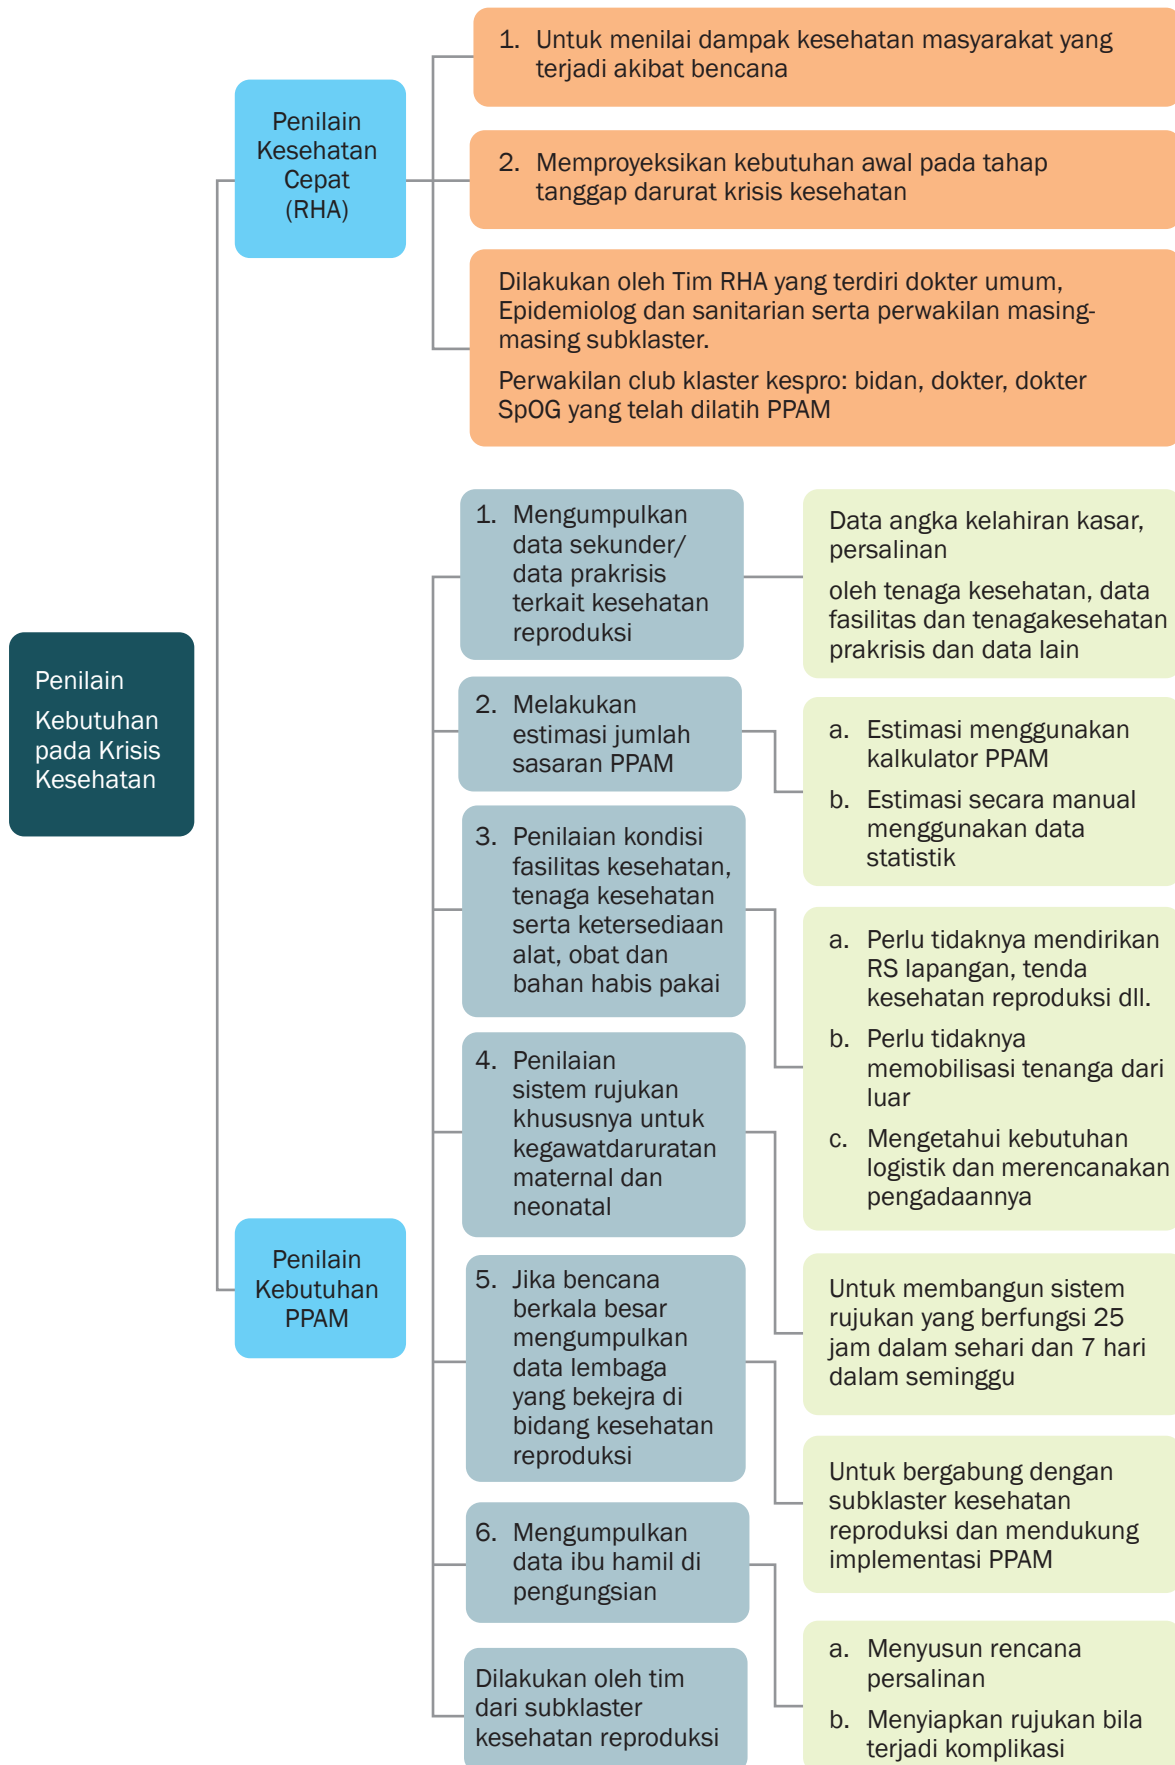 Penilain
Kebutuhan
pada Krisis
Kesehatan
Penilain
Kesehatan
Cepat
(RHA)
1. Untuk menilai dampak kesehatan masyarakat yang
terjadi akibat bencana
2. Memproyeksikan kebutuhan awal pada tahap
tanggap darurat krisis kesehatan
Dilakukan oleh Tim RHA yang terdiri dokter umum,
Epidemiolog dan sanitarian serta perwakilan masing-
masing subklaster.
Perwakilan club klaster kespro: bidan, dokter, dokter
SpOG yang telah dilatih PPAM
Penilain
Kebutuhan
PPAM
1. Mengumpulkan
data sekunder/
data prakrisis
terkait kesehatan
reproduksi
Data angka kelahiran kasar,
persalinan
oleh tenaga kesehatan, data
fasilitas dan tenagakesehatan
prakrisis dan data lain
2. Melakukan
estimasi jumlah
sasaran PPAM
a. Estimasi menggunakan
kalkulator PPAM
b. Estimasi secara manual
menggunakan data
statistik
3. Penilaian kondisi
fasilitas kesehatan,
tenaga kesehatan
serta ketersediaan
alat, obat dan
bahan habis pakai
a. Perlu tidaknya mendirikan
RS lapangan, tenda
kesehatan reproduksi dll.
b. Perlu tidaknya
memobilisasi tenanga dari
luar
c. Mengetahui kebutuhan
logistik dan merencanakan
pengadaannya
4. Penilaian
sistem rujukan
khususnya untuk
kegawatdaruratan
maternal dan
neonatal
Untuk membangun sistem
rujukan yang berfungsi 25
jam dalam sehari dan 7 hari
dalam seminggu
5. Jika bencana
berkala besar
mengumpulkan
data lembaga
yang bekejra di
bidang kesehatan
reproduksi
Untuk bergabung dengan
subklaster kesehatan
reproduksi dan mendukung
implementasi PPAM
6. Mengumpulkan
data ibu hamil di
pengungsian
a. Menyusun rencana
persalinan
b. Menyiapkan rujukan bila
terjadi komplikasi
Dilakukan oleh tim
dari subklaster
kesehatan reproduksi